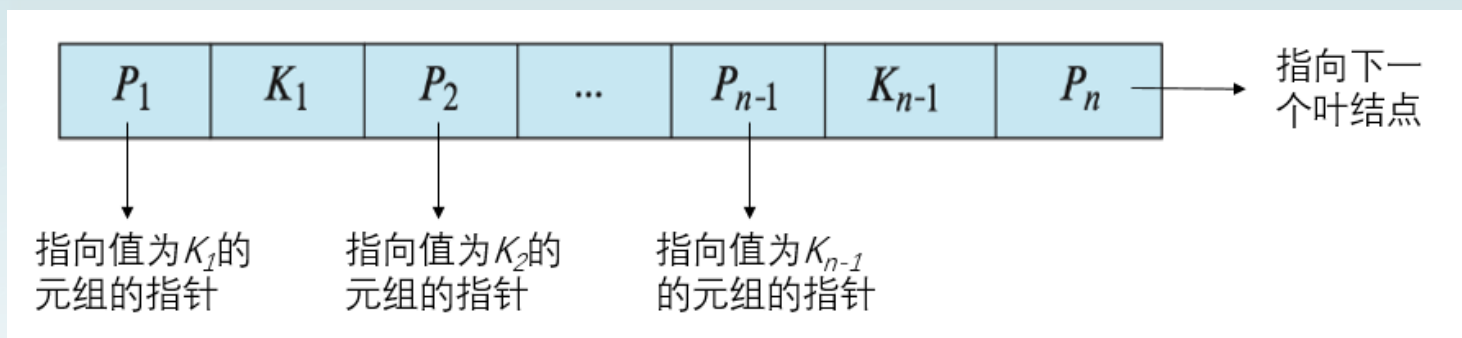 P₁ K₁ P₂ ... Pₙ₋₁ Kₙ₋₁ Pₙ
指向下一
个叶结点
指向值为K₁的
元组的指针
指向值为K₂的
元组的指针
指向值为Kₙ₋₁
的元组的指针